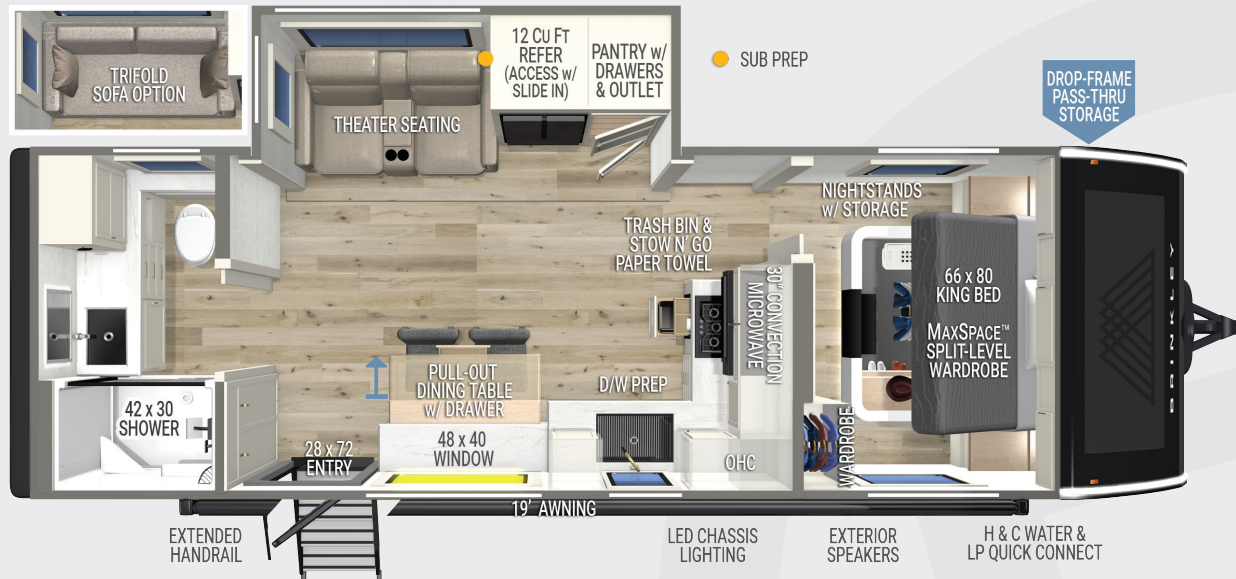 TRIFOLD
SOFA OPTION
THEATER SEATING
12 CU FT
REFER
(ACCESS w/
SLIDE IN)
PANTRY w/
DRAWERS
& OUTLET
SUB PREP
DROP-FRAME
PASS-THRU
STORAGE
NIGHTSTANDS
w/ STORAGE
TRASH BIN &
STOW N' GO
PAPER TOWEL
30" CONVECTION
MICROWAVE
66 x 80
KING BED
MAXSPACE™
SPLIT-LEVEL
WARDROBE
BRINKLEY
PULL-OUT
DINING TABLE
w/ DRAWER
D/W PREP
42 x 30
SHOWER
28 x 72
ENTRY
48 x 40
WINDOW
OHC
WARDROBE
19' AWNING
EXTENDED
HANDRAIL
LED CHASSIS
LIGHTING
EXTERIOR
SPEAKERS
H & C WATER &
LP QUICK CONNECT